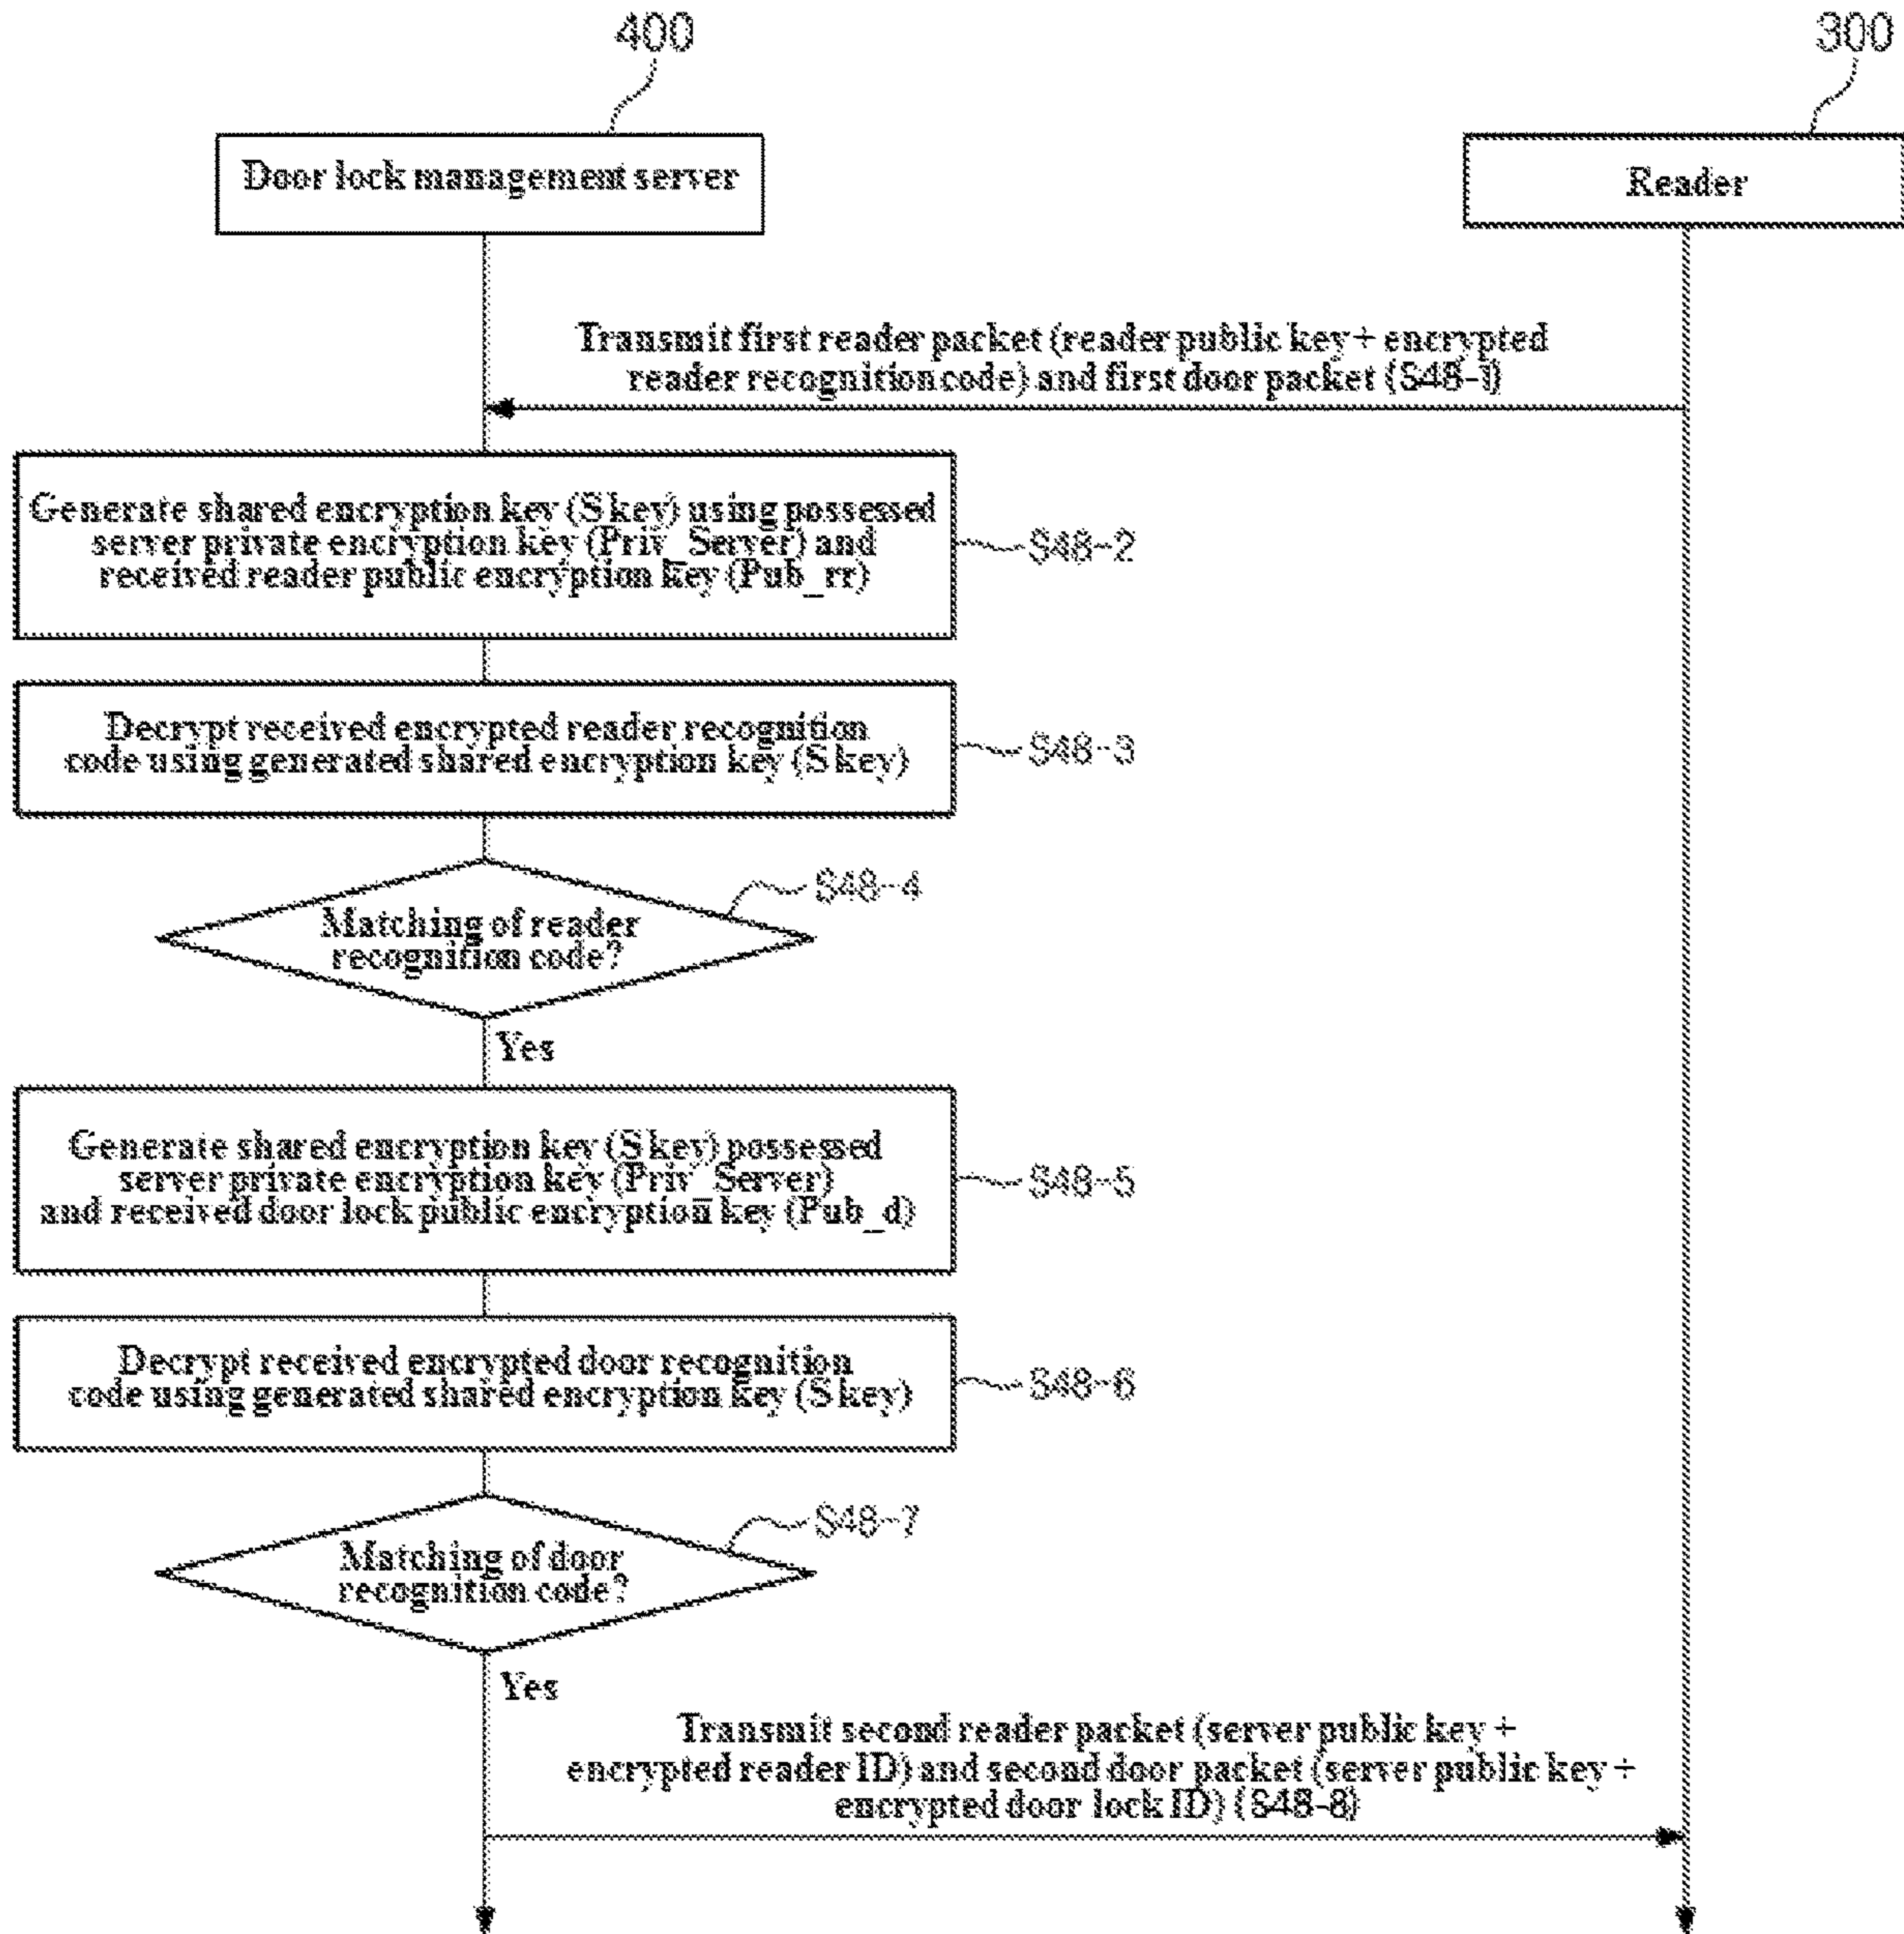 400
300
Door lock management server
Reader
Transmit first reader packet (reader public key + encrypted
reader recognition code) and first door packet (S48-1)
Generate shared encryption key (S key) using possessed
server private encryption key (Priv_Server) and
received reader public encryption key (Pub_rr)
S48-2
Decrypt received encrypted reader recognition
code using generated shared encryption key (S key)
S48-3
S48-4
Matching of reader
recognition code?
Yes
Generate shared encryption key (S key) possessed
server private encryption key (Priv_Server)
and received door lock public encryption key (Pub_d)
S48-5
Decrypt received encrypted door recognition
code using generated shared encryption key (S key)
S48-6
S48-7
Matching of door
recognition code?
Yes
Transmit second reader packet (server public key +
encrypted reader ID) and second door packet (server public key +
encrypted door lock ID) (S48-8)